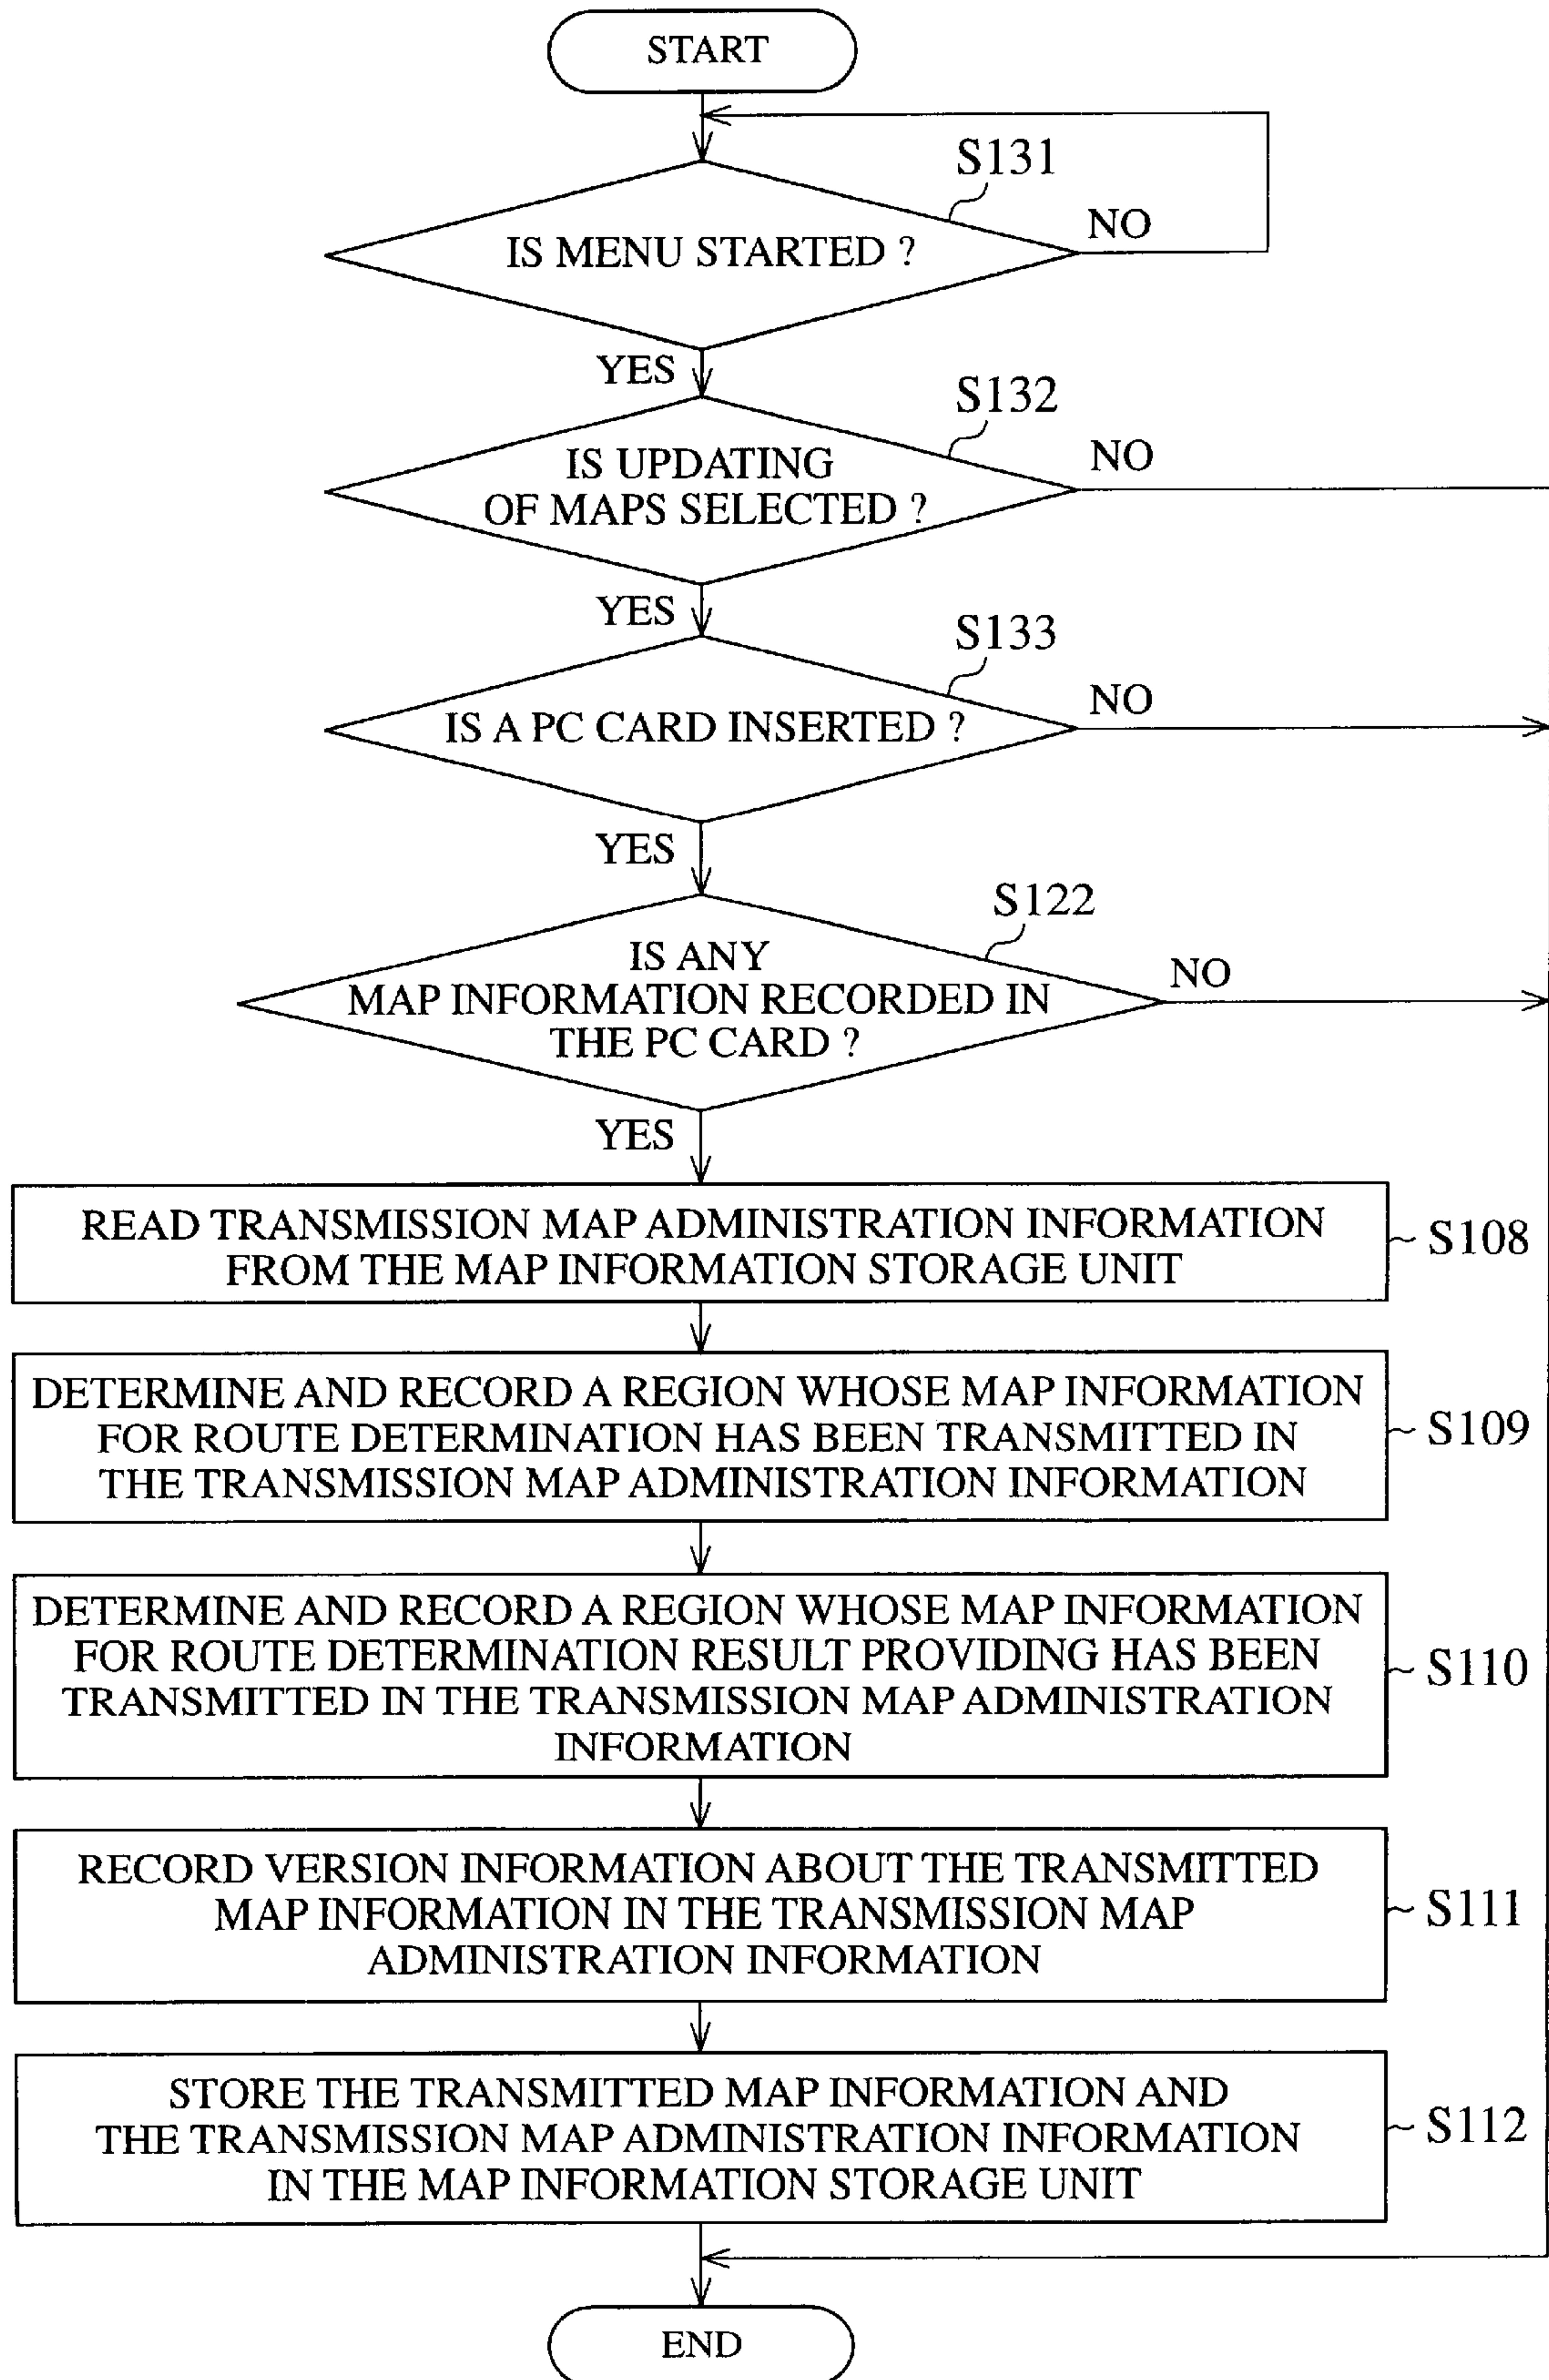 START
S131
IS MENU STARTED ?
NO
YES
S132
IS UPDATING
OF MAPS SELECTED ?
NO
YES
S133
IS A PC CARD INSERTED ?
NO
YES
S122
IS ANY
MAP INFORMATION RECORDED IN
THE PC CARD ?
NO
YES
READ TRANSMISSION MAP ADMINISTRATION INFORMATION
FROM THE MAP INFORMATION STORAGE UNIT
S108
DETERMINE AND RECORD A REGION WHOSE MAP INFORMATION
FOR ROUTE DETERMINATION HAS BEEN TRANSMITTED IN
THE TRANSMISSION MAP ADMINISTRATION INFORMATION
S109
DETERMINE AND RECORD A REGION WHOSE MAP INFORMATION
FOR ROUTE DETERMINATION RESULT PROVIDING HAS BEEN
TRANSMITTED IN THE TRANSMISSION MAP ADMINISTRATION
INFORMATION
S110
RECORD VERSION INFORMATION ABOUT THE TRANSMITTED
MAP INFORMATION IN THE TRANSMISSION MAP
ADMINISTRATION INFORMATION
S111
STORE THE TRANSMITTED MAP INFORMATION AND
THE TRANSMISSION MAP ADMINISTRATION INFORMATION
IN THE MAP INFORMATION STORAGE UNIT
S112
END